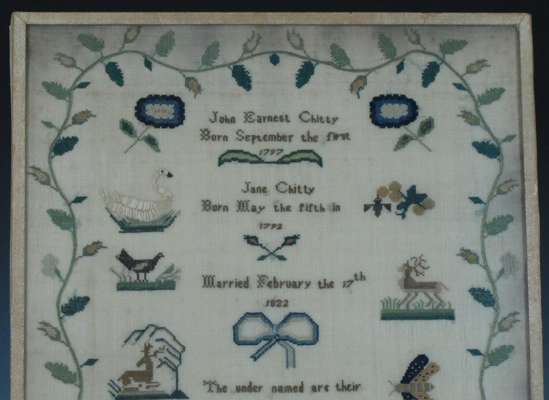 John Earnest Chitty
Born September the first
1797
Jane Chitty
Born May the fifth in
1792
Married February the 17th
1822
The under named are their